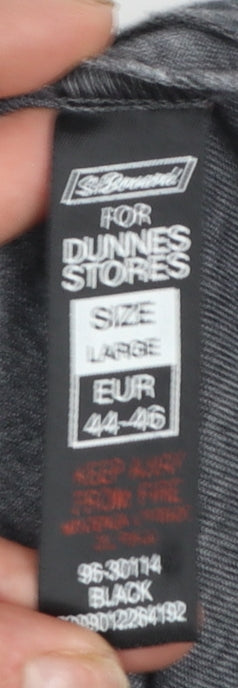 St. Bernard
FOR
DUNNES
STORES
SIZE
LARGE
EUR
44-46
KEEP AWAY
FROM FIRE
96-30114
BLACK